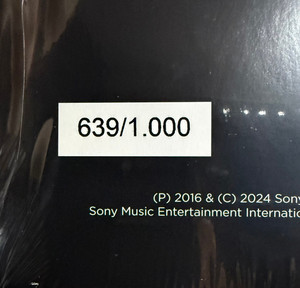 639/1.000
(P) 2016 & (C) 2024 Sony
Sony Music Entertainment